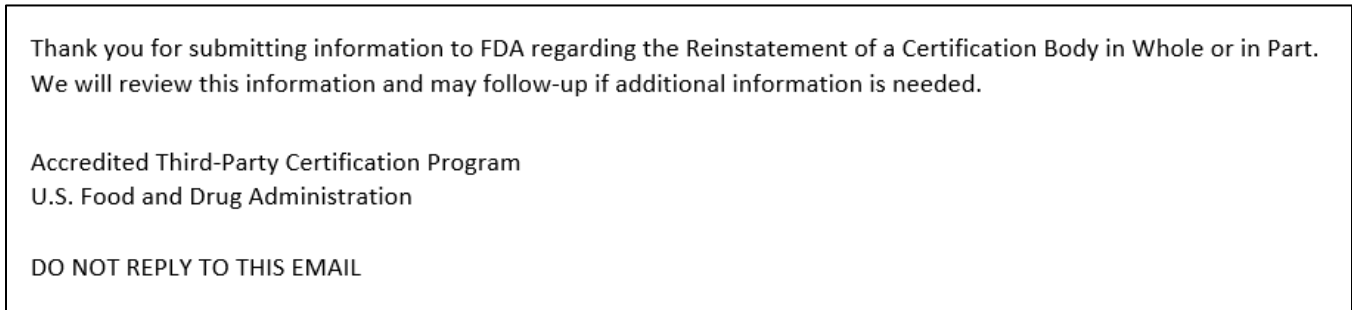 Thank you for submitting information to FDA regarding the Reinstatement of a Certification Body in Whole or in Part.
We will review this information and may follow-up if additional information is needed.
Accredited Third-Party Certification Program
U.S. Food and Drug Administration
DO NOT REPLY TO THIS EMAIL